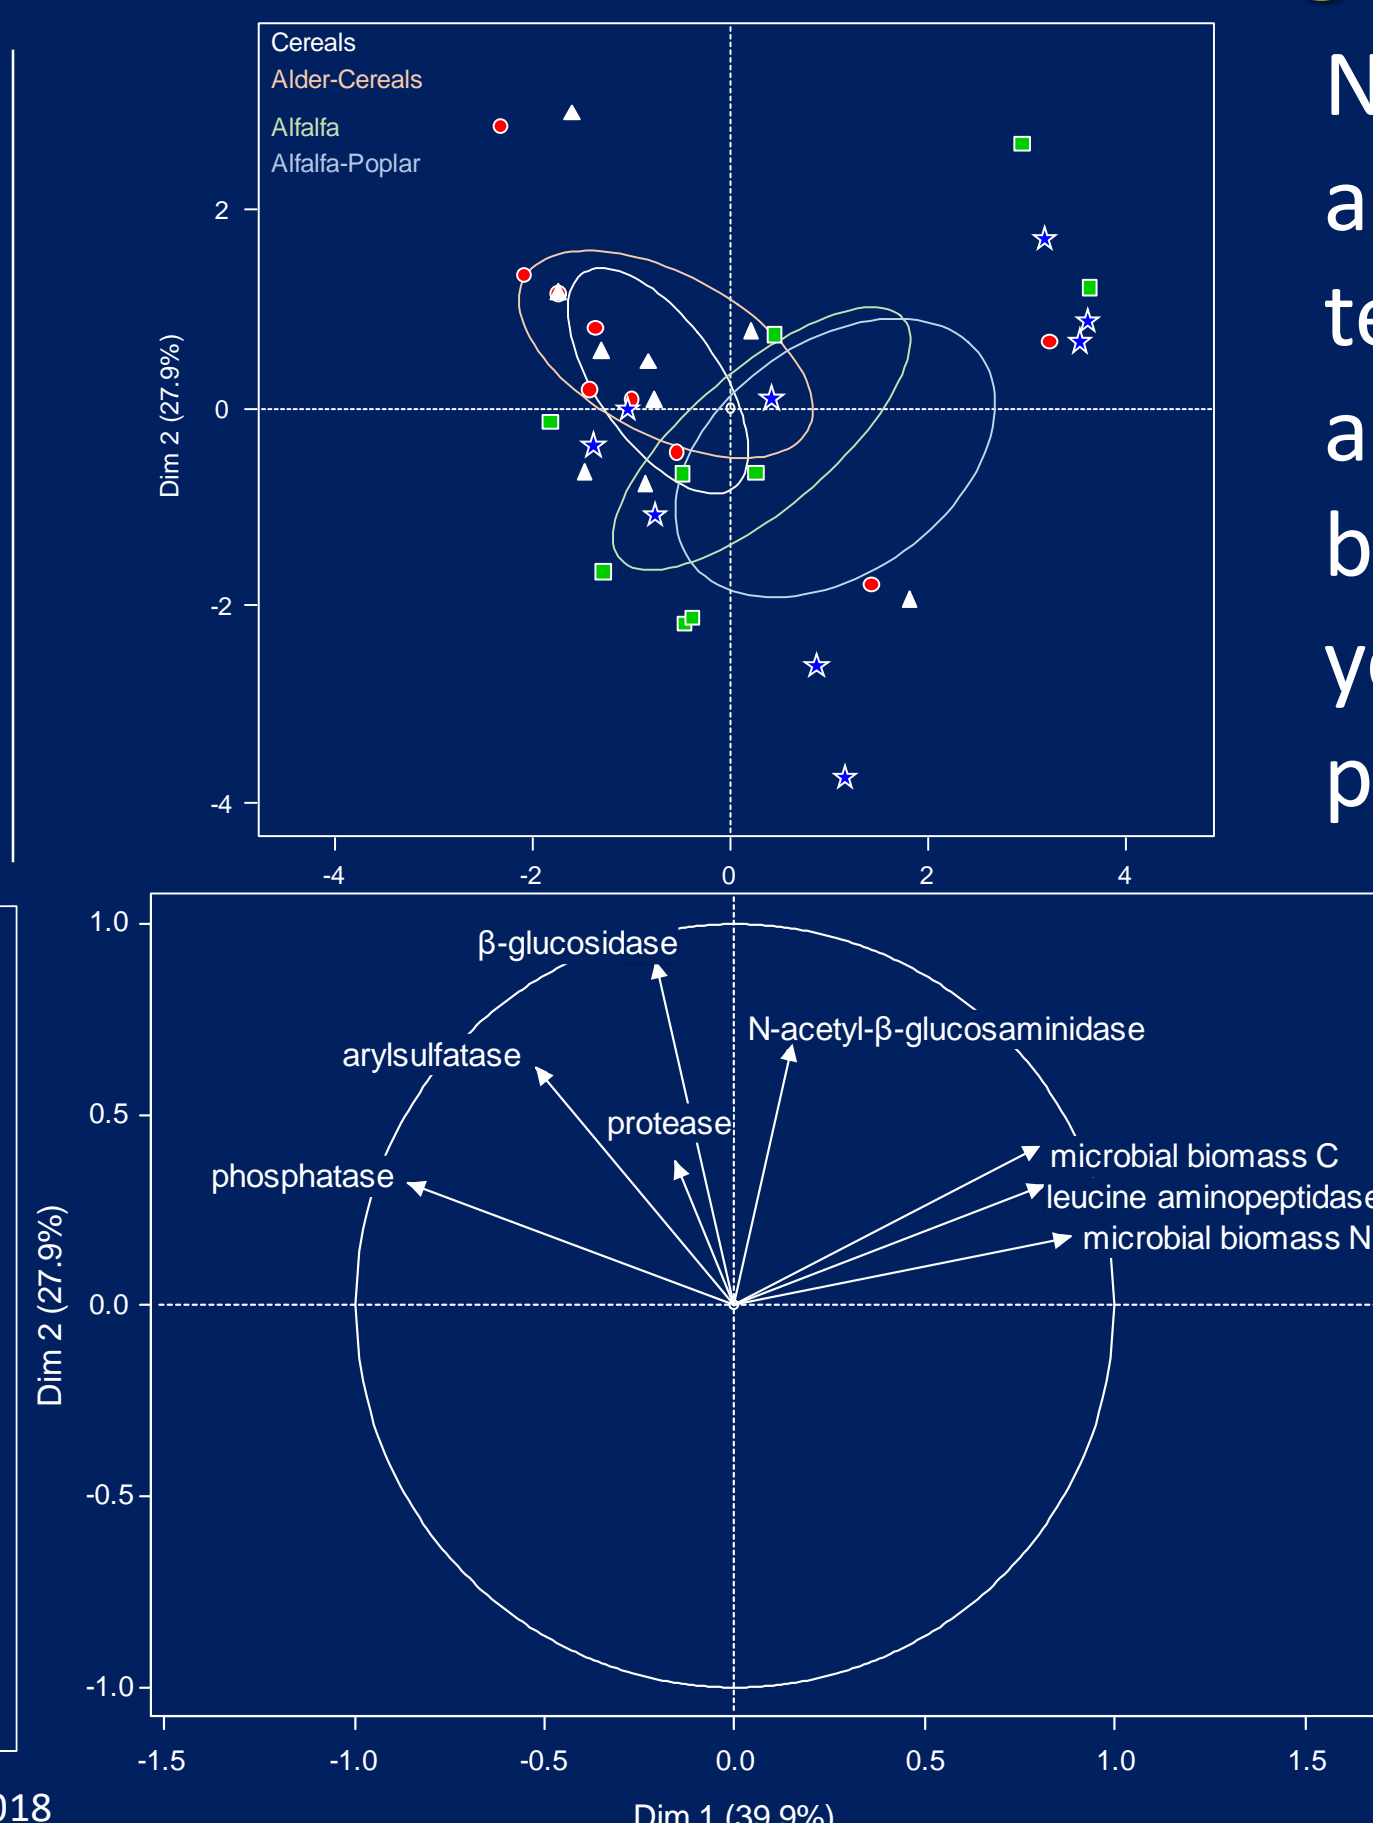 Cereals
Alder-Cereals
Alfalfa
Alfalfa-Poplar
2
0
-2
-4
Dim 2 (27.9%)
-4 -2 0 2 4
1.0
0.5
0.0
-0.5
-1.0
Dim 2 (27.9%)
β-glucosidase
N-acetyl-β-glucosaminidase
arylsulfatase
protease
phosphatase
microbial biomass C
leucine aminopeptidase
microbial biomass N
-1.5 -1.0 -0.5 0.0 0.5 1.0 1.5
Dim 1 (39.9%)
018